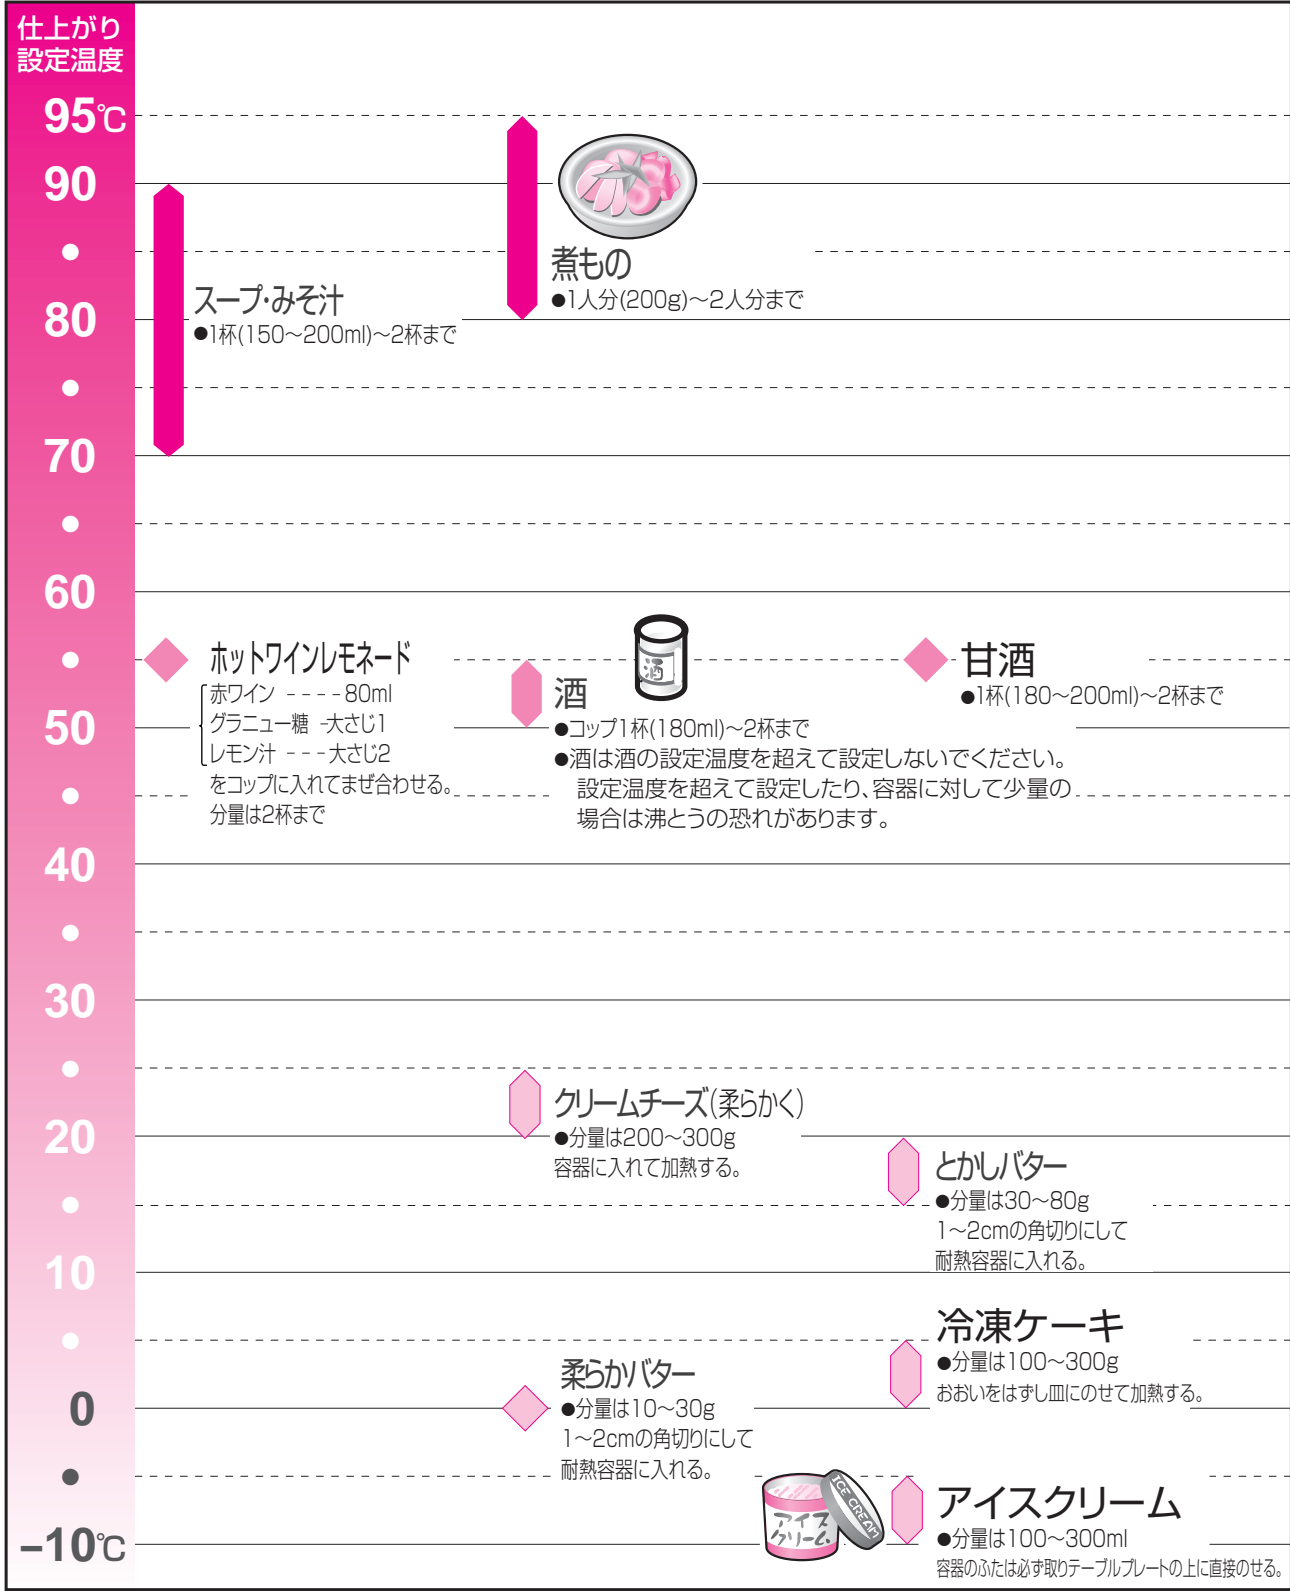 仕上がり
設定温度
95℃
90
80
70
60
50
40
30
20
10
0
−10℃
煮もの
●1人分(200g)〜2人分まで
スープ・みそ汁
●1杯(150〜200ml)〜2杯まで
ホットワインレモネード
赤ワイン ----80ml
グラニュー糖 -大さじ1
レモン汁 ---大さじ2
をコップに入れてまぜ合わせる。
分量は2杯まで
酒
酒
●コップ1杯(180ml)〜2杯まで
●酒は酒の設定温度を超えて設定しないでください。
設定温度を超えて設定したり、容器に対して少量の
場合は沸とうの恐れがあります。
甘酒
●1杯(180〜200ml)〜2杯まで
クリームチーズ(柔らかく)
●分量は200〜300g
容器に入れて加熱する。
とかしバター
●分量は30〜80g
1〜2cmの角切りにして
耐熱容器に入れる。
冷凍ケーキ
●分量は100〜300g
おおいをはずし皿にのせて加熱する。
柔らかバター
●分量は10〜30g
1〜2cmの角切りにして
耐熱容器に入れる。
ICE CREAM
アイス
クリーム
アイスクリーム
●分量は100〜300ml
容器のふたは必ず取りテーブルプレートの上に直接のせる。